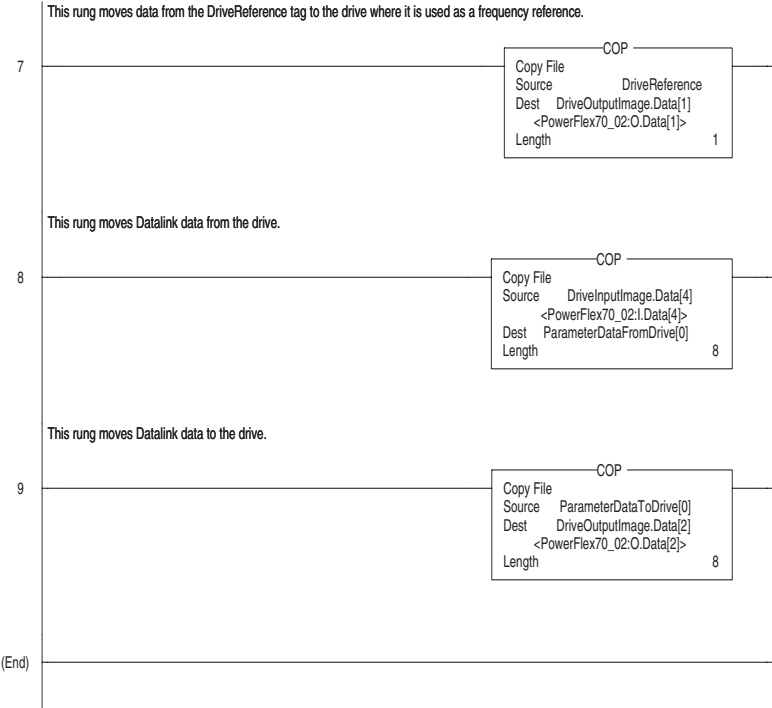 This rung moves data from the DriveReference tag to the drive where it is used as a frequency reference.
7
COP
Copy File
Source DriveReference
Dest DriveOutputImage.Data[1]
<PowerFlex70_02:O.Data[1]>
Length 1
This rung moves Datalink data from the drive.
8
COP
Copy File
Source DriveInputImage.Data[4]
<PowerFlex70_02:I.Data[4]>
Dest ParameterDataFromDrive[0]
Length 8
This rung moves Datalink data to the drive.
9
COP
Copy File
Source ParameterDataToDrive[0]
Dest DriveOutputImage.Data[2]
<PowerFlex70_02:O.Data[2]>
Length 8
(End)